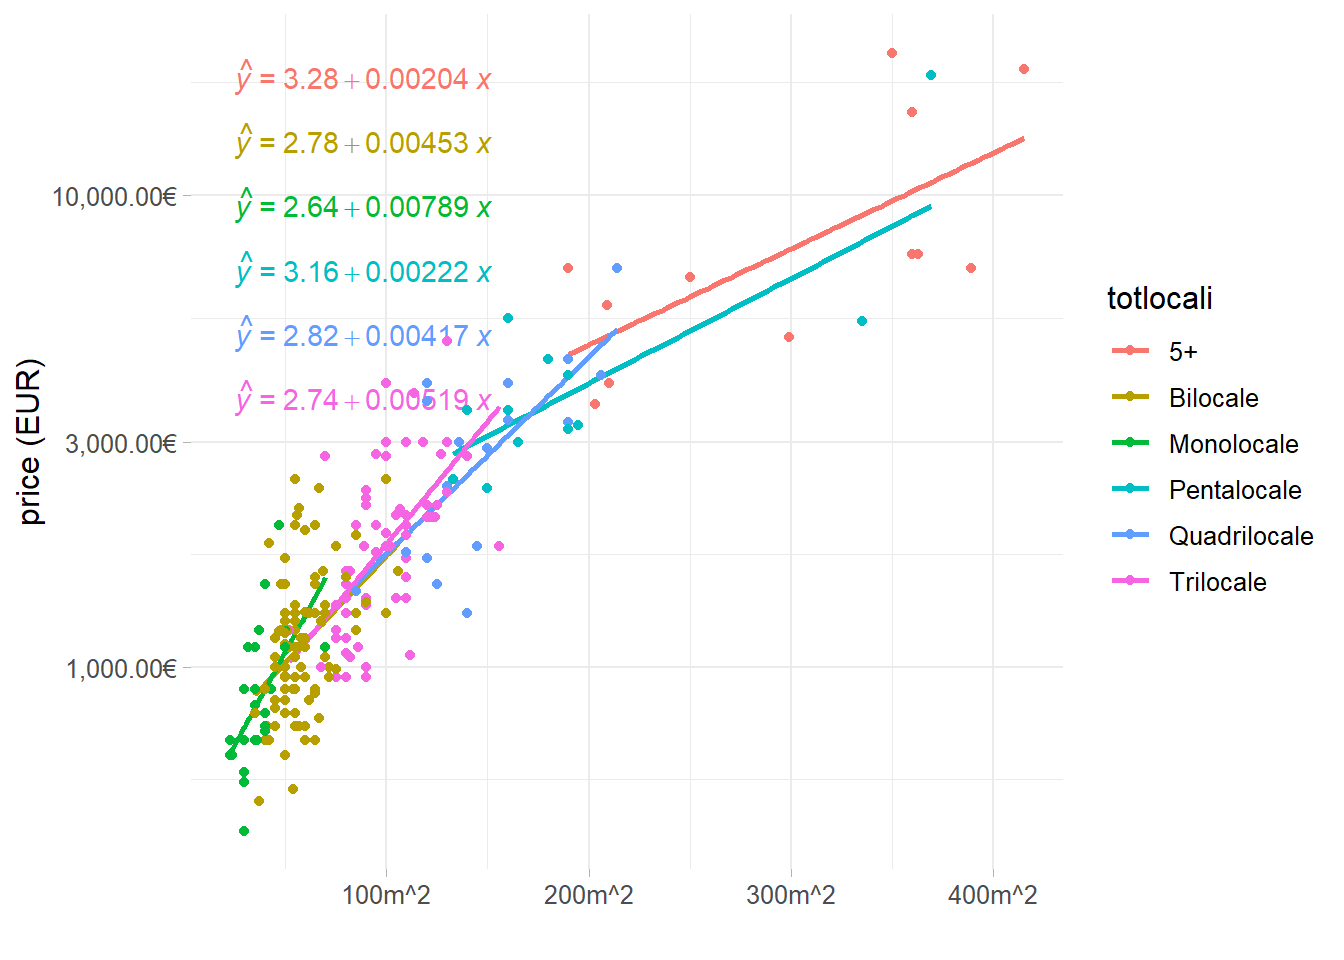 ŷ = 3.28 + 0.00204 x
ŷ = 2.78 + 0.00453 x
ŷ = 2.64 + 0.00789 x
ŷ = 3.16 + 0.00222 x
ŷ = 2.82 + 0.00417 x
ŷ = 2.74 + 0.00519 x
10,000.00€
3,000.00€
1,000.00€
price (EUR)
100m^2 200m^2 300m^2 400m^2
totlocali
5+
Bilocale
Monolocale
Pentalocale
Quadrilocale
Trilocale